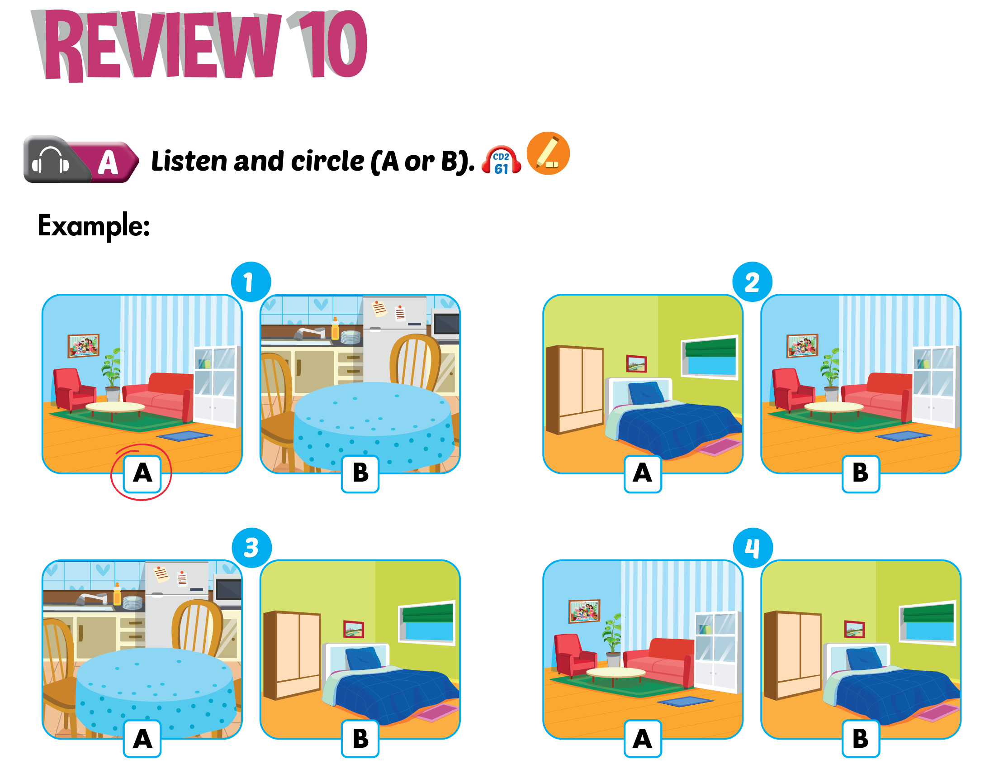 REVIEW 10
A Listen and circle (A or B). CD2 61
Example:
1
2
A
B
A
B
3
4
A
B
A
B